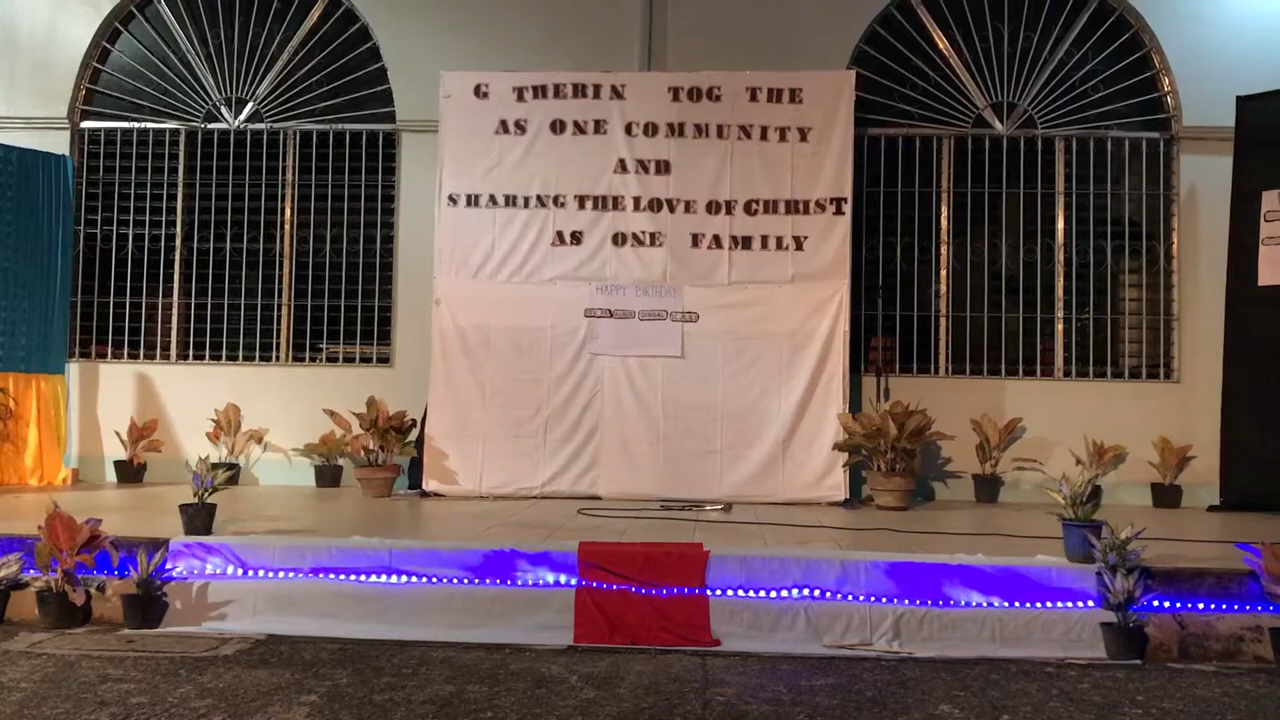 G THERIN TOG THE
AS ONE COMMUNITY
AND
SHARING THE LOVE OF CHRIST
AS ONE FAMILY
HAPPY BIRTHDAY